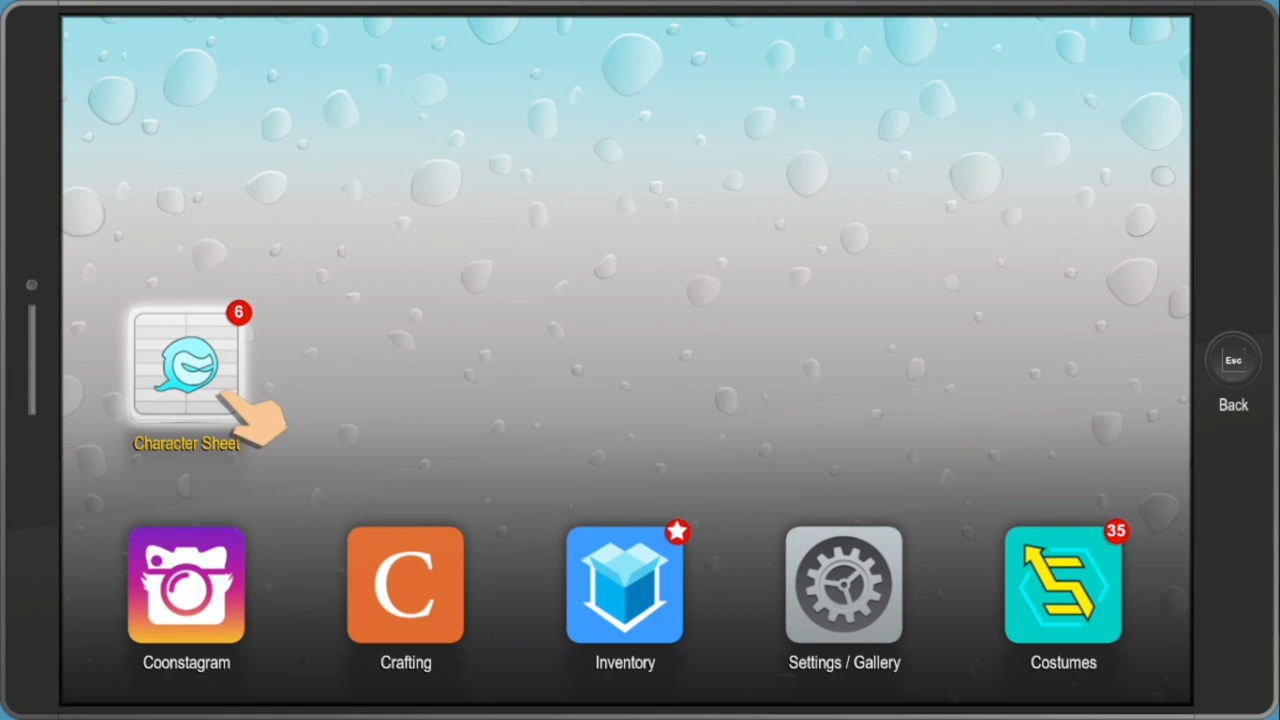 6
Character Sheet
Esc
Back
35
C
Coonstagram
Crafting
Inventory
Settings / Gallery
Costumes